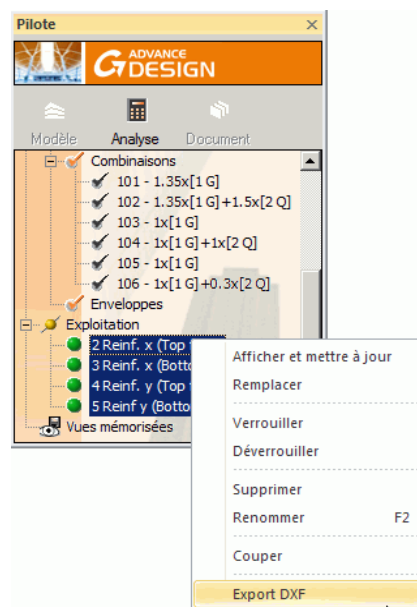 Pilote
ADVANCE
DESIGN
Modèle Analyse Document
Combinaisons
101 - 1.35x[1 G]
102 - 1.35x[1 G]+1.5x[2 Q]
103 - 1x[1 G]
104 - 1x[1 G]+1x[2 Q]
105 - 1x[1 G]
106 - 1x[1 G]+0.3x[2 Q]
Enveloppes
Exploitation
2 Reinf. x (Top
3 Reinf. x (Botto
4 Reinf. y (Top
5 Reinf y (Botto
Vues mémorisées
Afficher et mettre à jour
Remplacer
Verrouiller
Déverrouiller
Supprimer
Renommer F2
Couper
Export DXF